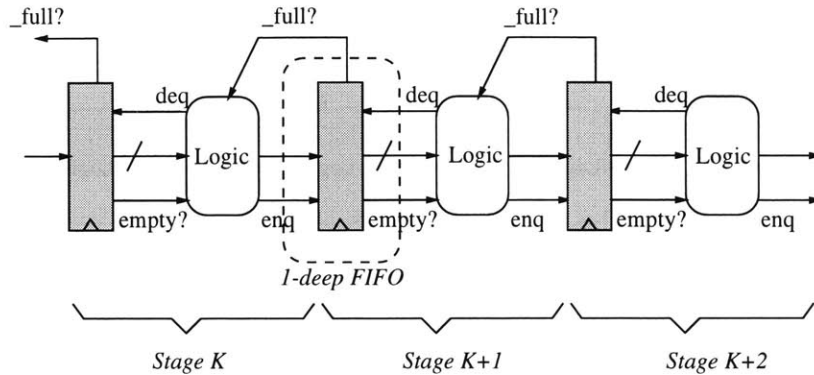 _full? _full? _full?
deq deq deq
Logic Logic Logic
empty? enq empty? enq empty? enq
1-deep FIFO
Stage K Stage K+1 Stage K+2